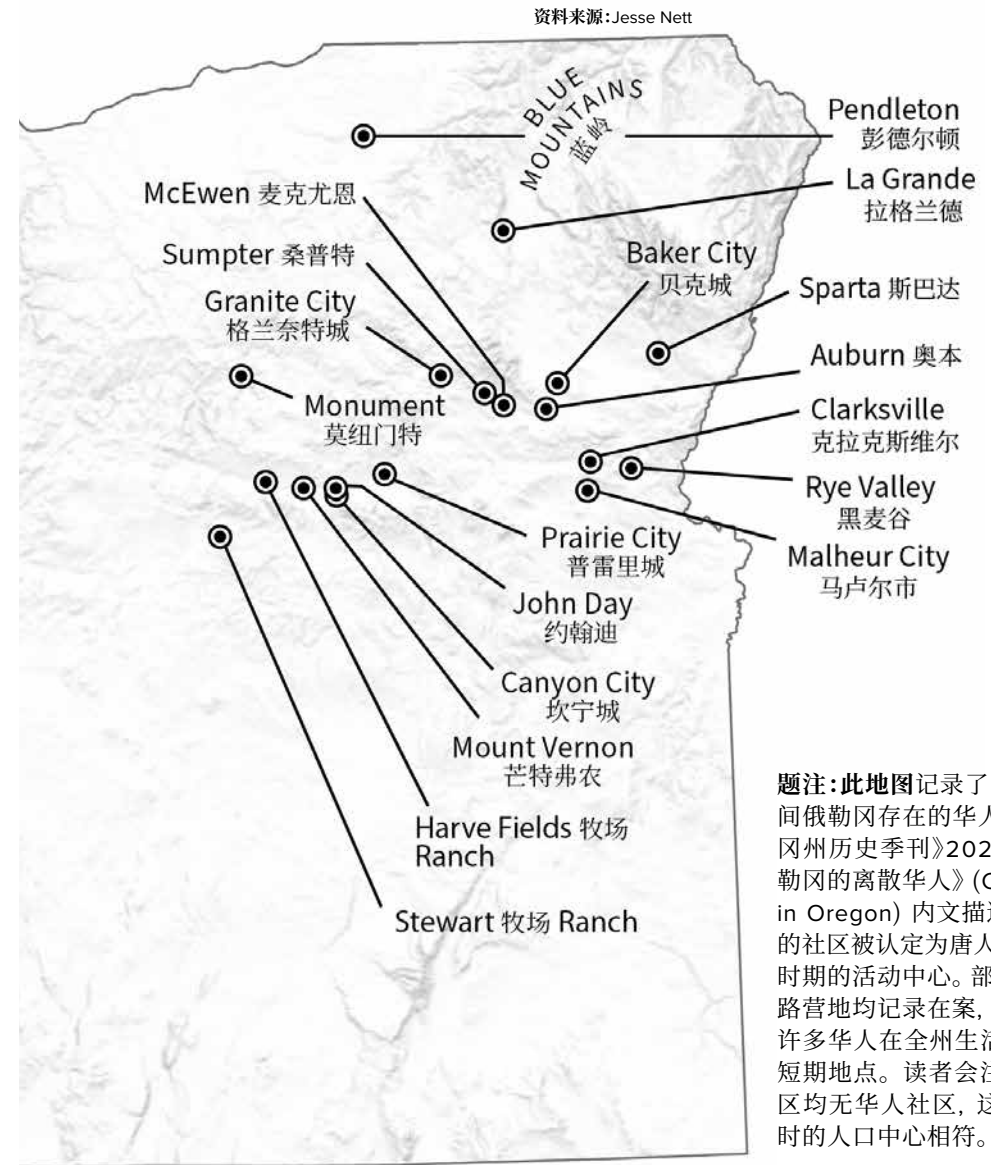 资料来源:Jesse Nett
BLUE
MOUNTAINS
蓝岭
Pendleton
彭德尔顿
La Grande
拉格兰德
McEwen 麦克尤恩
Sumpter 桑普特
Baker City
贝克城
Granite City
格兰奈特城
Sparta 斯巴达
Auburn 奥本
Monument
莫纽门特
Clarksville
克拉克斯维尔
Rye Valley
黑麦谷
Prairie City
普雷里城
Malheur City
马卢尔市
John Day
约翰迪
Canyon City
坎宁城
Mount Vernon
芒特弗农
Harve Fields 牧场
Ranch
Stewart 牧场 Ranch
题注:此地图记录了
间俄勒冈存在的华人
冈州历史季刊》202
勒冈的离散华人》(C
in Oregon) 内文描述
的社区被认定为唐人
时期的活动中心。部
路营地均记录在案,
许多华人在全州生活
短期地点。读者会注
区均无华人社区, 这
时的人口中心相符。